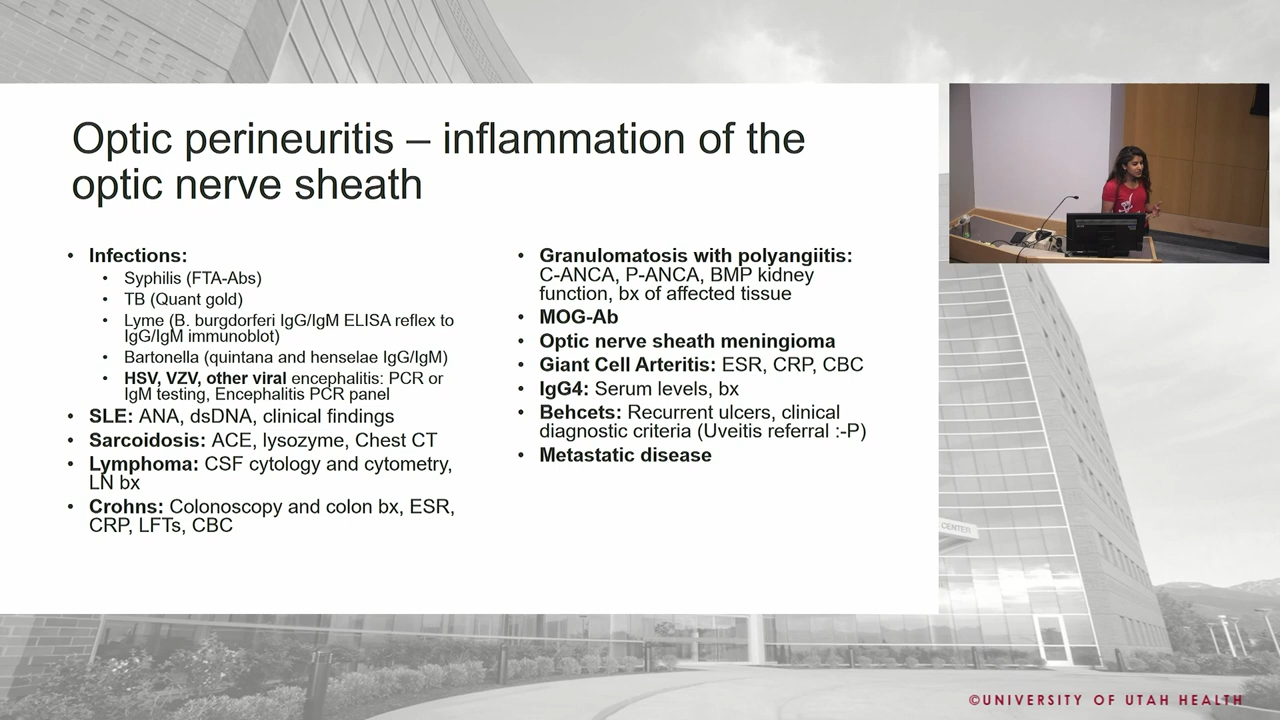 Optic perineuritis – inflammation of the
optic nerve sheath
• Infections:
• Syphilis (FTA-Abs)
• TB (Quant gold)
• Lyme (B. burgdorferi IgG/IgM ELISA reflex to
IgG/IgM immunoblot)
• Bartonella (quintana and henselae IgG/IgM)
• HSV, VZV, other viral encephalitis: PCR or
IgM testing, Encephalitis PCR panel
• SLE: ANA, dsDNA, clinical findings
• Sarcoidosis: ACE, lysozyme, Chest CT
• Lymphoma: CSF cytology and cytometry,
LN bx
• Crohns: Colonoscopy and colon bx, ESR,
CRP, LFTs, CBC
• Granulomatosis with polyangiitis:
C-ANCA, P-ANCA, BMP kidney
function, bx of affected tissue
• MOG-Ab
• Optic nerve sheath meningioma
• Giant Cell Arteritis: ESR, CRP, CBC
• IgG4: Serum levels, bx
• Behcets: Recurrent ulcers, clinical
diagnostic criteria (Uveitis referral :-P)
• Metastatic disease
CENTER
©UNIVERSITY OF UTAH HEALTH